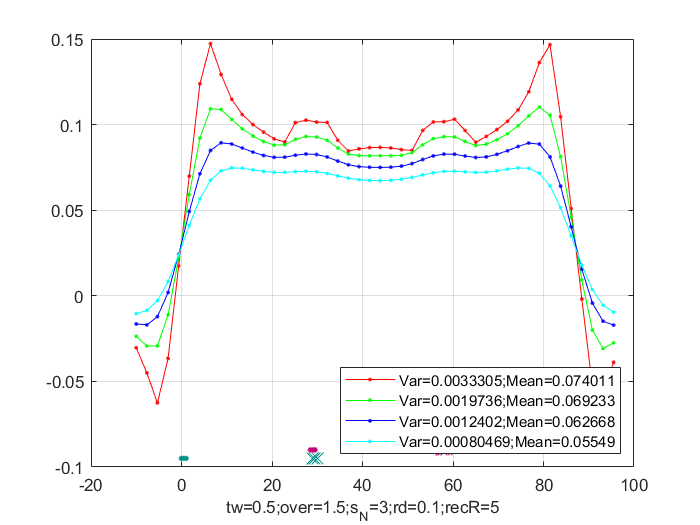 0.15
0.1
0.05
0
-0.05
-0.1
-20
0
20
40
60
80
100
Var=0.0033305;Mean=0.074011
Var=0.0019736;Mean=0.069233
Var=0.0012402;Mean=0.062668
Var=0.00080469;Mean=0.05549
tw=0.5;over=1.5;s_N=3;rd=0.1;recR=5